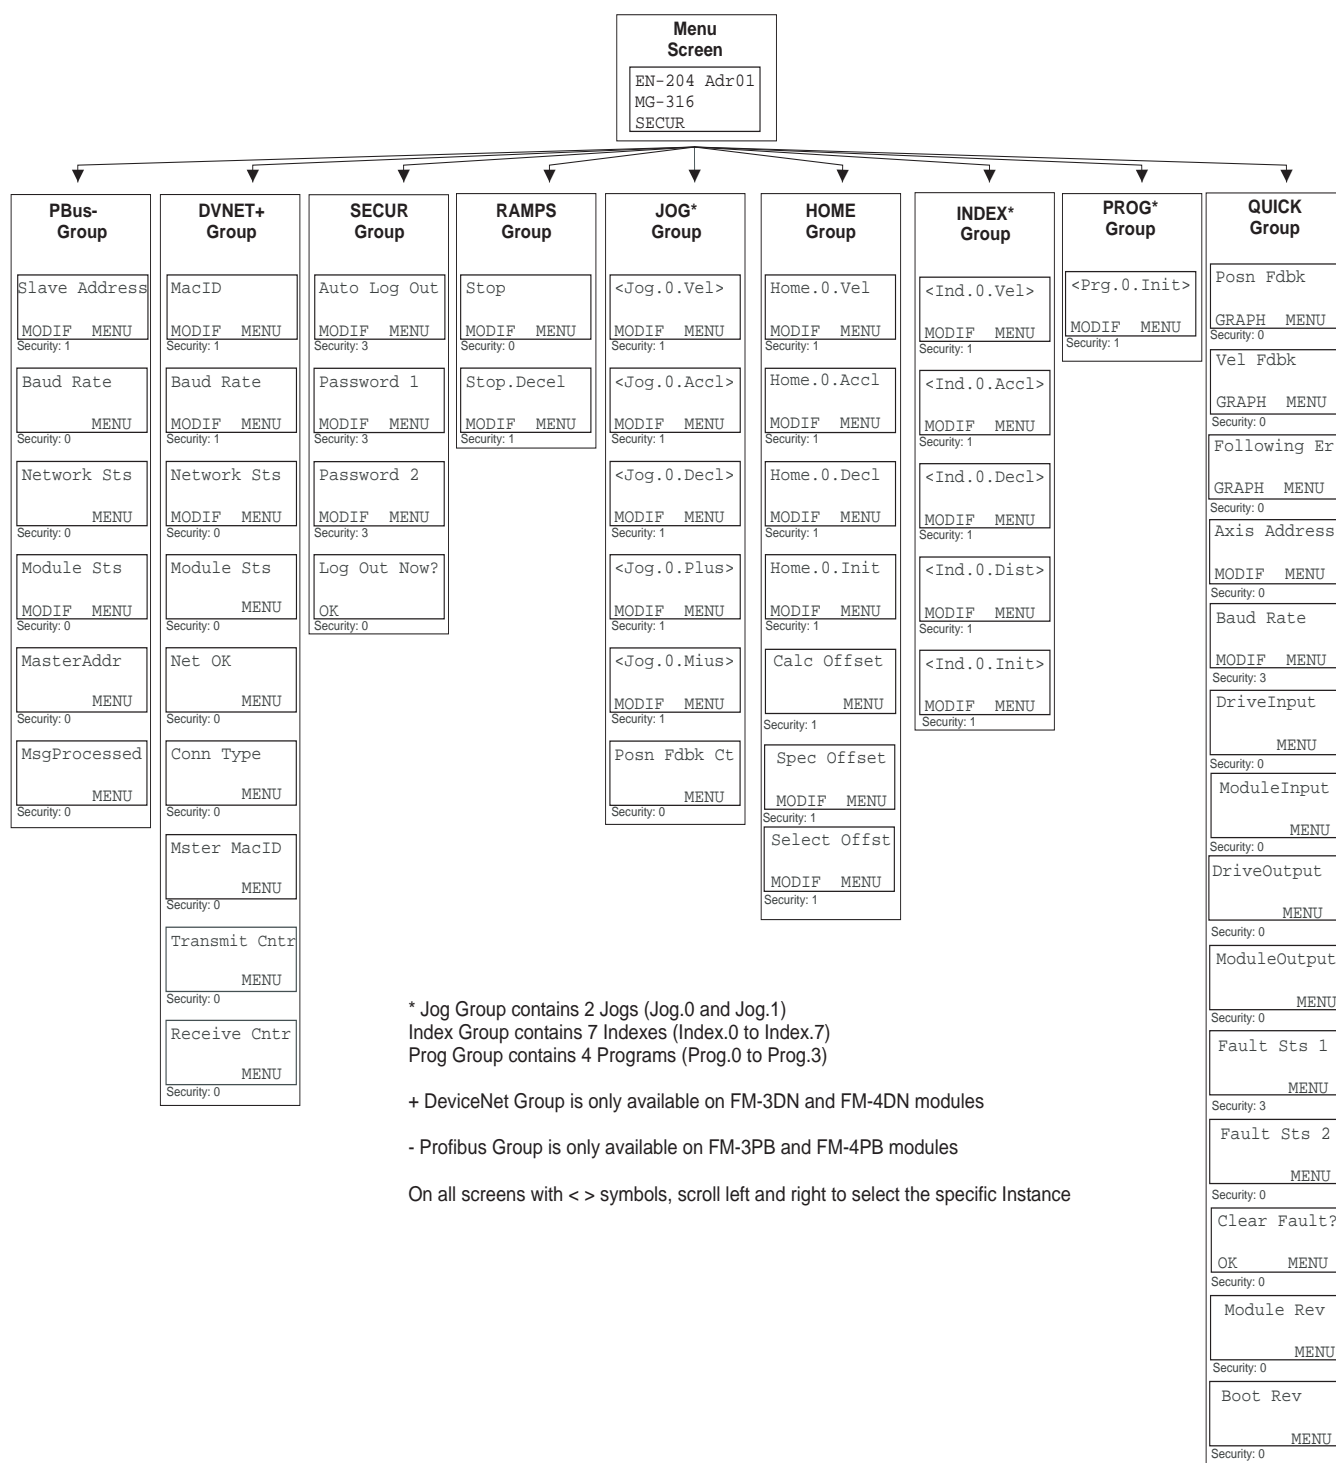 Menu
Screen
EN-204 Adr01
MG-316
SECUR
PBus-
Group
Slave Address
MODIF MENU
Security: 1
Baud Rate
MENU
Security: 0
Network Sts
MENU
Security: 0
Module Sts
MODIF MENU
Security: 0
MasterAddr
MENU
Security: 0
MsgProcessed
MENU
Security: 0
DVNET+
Group
MacID
MODIF MENU
Security: 1
Baud Rate
MODIF MENU
Security: 1
Network Sts
MODIF MENU
Security: 0
Module Sts
MENU
Security: 0
Net OK
MENU
Security: 0
Conn Type
MENU
Security: 0
Mster MacID
MENU
Security: 0
Transmit Cntr
MENU
Security: 0
Receive Cntr
MENU
Security: 0
SECUR
Group
Auto Log Out
MODIF MENU
Security: 3
Password 1
MODIF MENU
Security: 3
Password 2
MODIF MENU
Security: 3
Log Out Now?
OK
Security: 0
RAMPS
Group
Stop
MODIF MENU
Security: 0
Stop.Decel
MODIF MENU
Security: 1
JOG*
Group
<Jog.0.Vel>
MODIF MENU
Security: 1
<Jog.0.Accl>
MODIF MENU
Security: 1
<Jog.0.Decl>
MODIF MENU
Security: 1
<Jog.0.Plus>
MODIF MENU
Security: 1
<Jog.0.Mius>
MODIF MENU
Security: 1
Posn Fdbk Ct
MENU
Security: 0
HOME
Group
Home.0.Vel
MODIF MENU
Security: 1
Home.0.Accl
MODIF MENU
Security: 1
Home.0.Decl
MODIF MENU
Security: 1
Home.0.Init
MODIF MENU
Security: 1
Calc Offset
MENU
Security: 1
Spec Offset
MODIF MENU
Security: 1
Select Offst
MODIF MENU
Security: 1
INDEX*
Group
<Ind.0.Vel>
MODIF MENU
Security: 1
<Ind.0.Accl>
MODIF MENU
Security: 1
<Ind.0.Decl>
MODIF MENU
Security: 1
<Ind.0.Dist>
MODIF MENU
Security: 1
<Ind.0.Init>
MODIF MENU
Security: 1
PROG*
Group
<Prg.0.Init>
MODIF MENU
Security: 1
QUICK
Group
Posn Fdbk
GRAPH MENU
Security: 0
Vel Fdbk
GRAPH MENU
Security: 0
Following Er
GRAPH MENU
Security: 0
Axis Address
MODIF MENU
Security: 0
Baud Rate
MODIF MENU
Security: 3
DriveInput
MENU
Security: 0
ModuleInput
MENU
Security: 0
DriveOutput
MENU
Security: 0
ModuleOutput
MENU
Security: 0
Fault Sts 1
MENU
Security: 3
Fault Sts 2
MENU
Security: 0
Clear Fault?
OK MENU
Security: 0
Module Rev
MENU
Security: 0
Boot Rev
MENU
Security: 0
* Jog Group contains 2 Jogs (Jog.0 and Jog.1)
Index Group contains 7 Indexes (Index.0 to Index.7)
Prog Group contains 4 Programs (Prog.0 to Prog.3)
+ DeviceNet Group is only available on FM-3DN and FM-4DN modules
- Profibus Group is only available on FM-3PB and FM-4PB modules
On all screens with < > symbols, scroll left and right to select the specific Instance